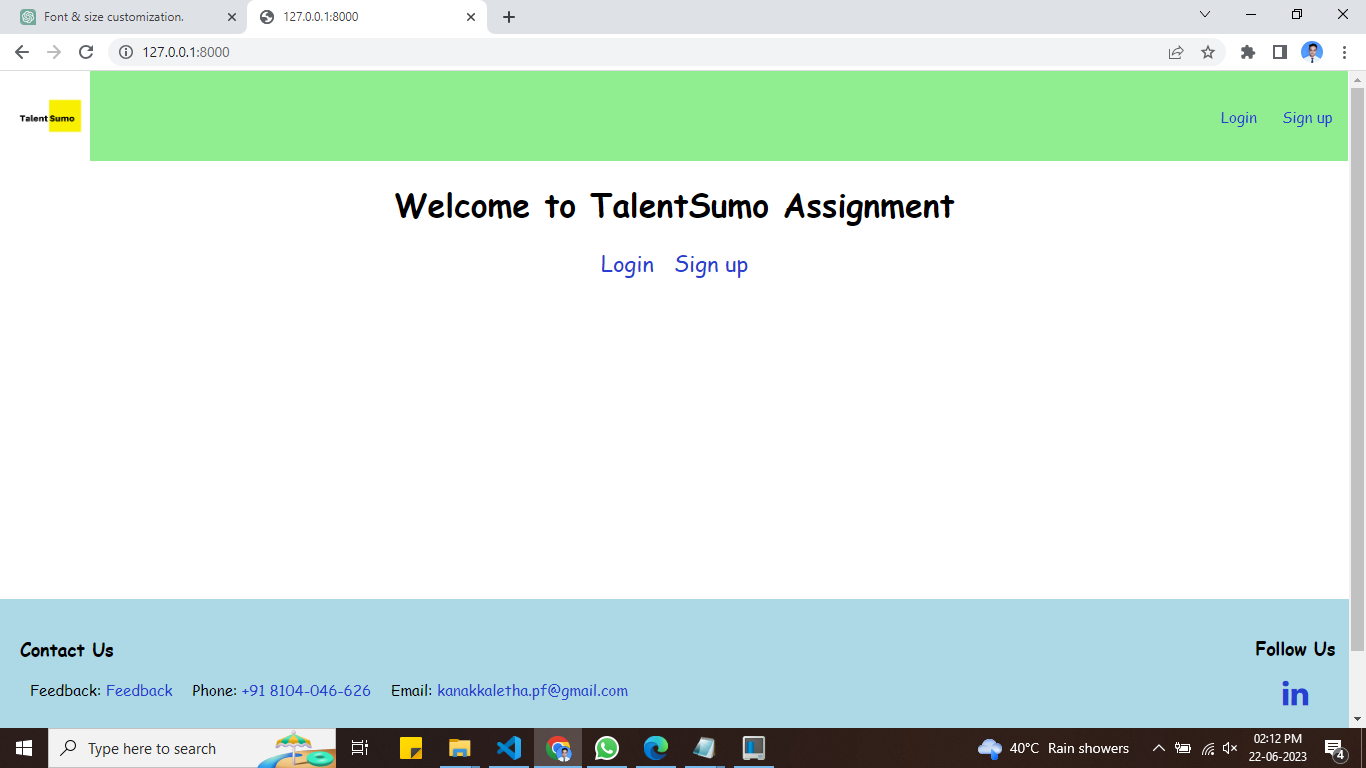 Font & size customization.
127.0.0.1:8000
127.0.0.1:8000
Talent Sumo
Login Sign up
Welcome to TalentSumo Assignment
Login Sign up
Contact Us
Follow Us
Feedback: Feedback Phone: +91 8104-046-626 Email: kanakkaletha.pf@gmail.com
in
Type here to search
40°C Rain showers
02:12 PM
22-06-2023
4